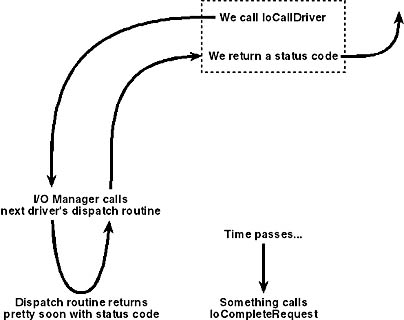 We call IoCallDriver
We return a status code
I/O Manager calls
next driver's dispatch routine
Time passes...
Dispatch routine returns
pretty soon with status code
Something calls
IoCompleteRequest